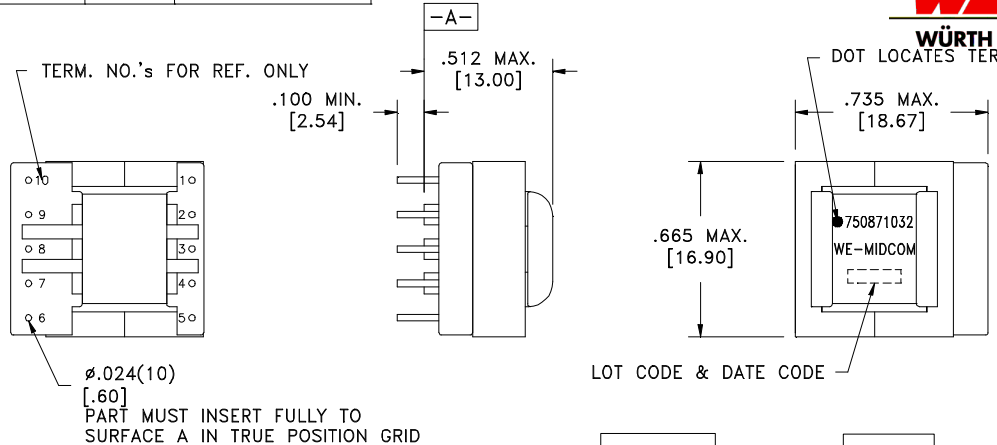 -A-
WÜRTH
TERM. NO.'s FOR REF. ONLY
.512 MAX.
[13.00]
DOT LOCATES TER
.100 MIN.
[2.54]
.735 MAX.
[18.67]
10
1
9
2
8
3
7
4
6
5
750871032
WE-MIDCOM
.665 MAX.
[16.90]
LOT CODE & DATE CODE
ø.024(10)
[.60]
PART MUST INSERT FULLY TO
SURFACE A IN TRUE POSITION GRID